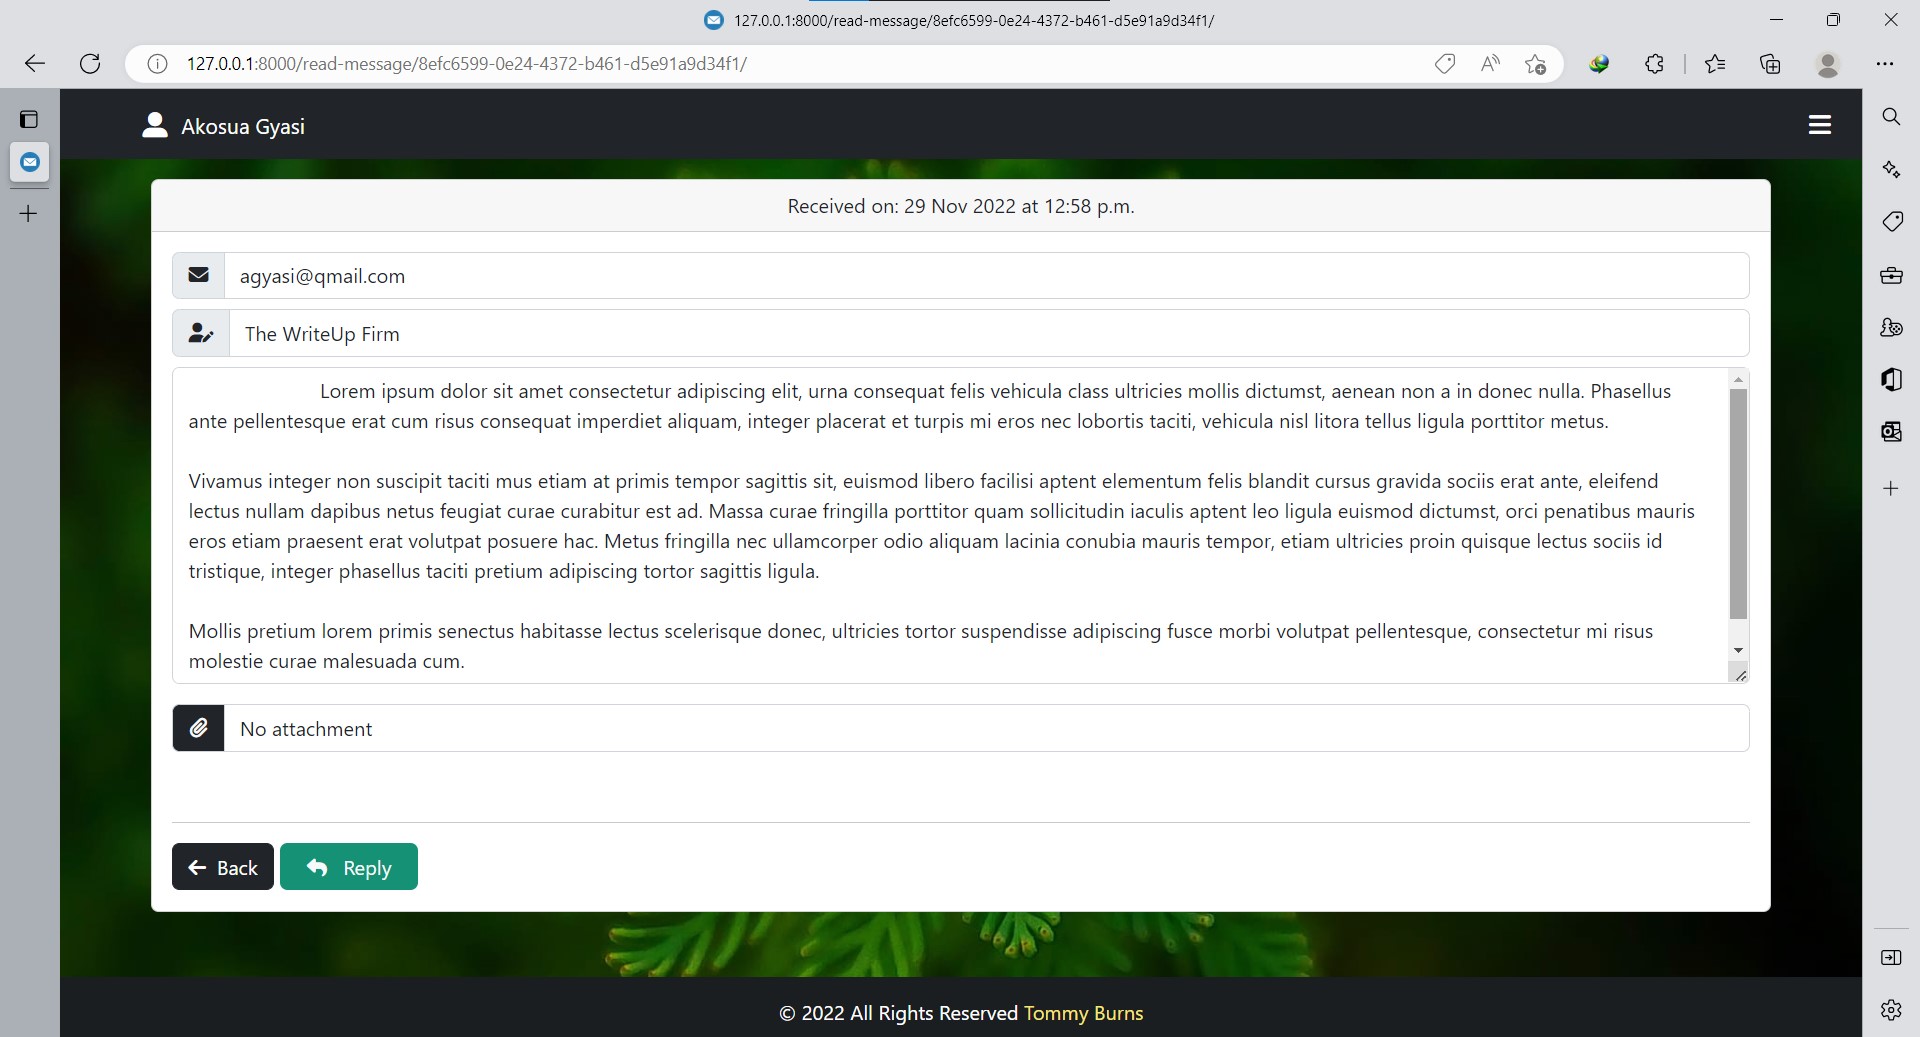 127.0.0.1:8000/read-message/8efc6599-0e24-4372-b461-d5e91a9d34f1/
127.0.0.1:8000/read-message/8efc6599-0e24-4372-b461-d5e91a9d34f1/
Akosua Gyasi
Received on: 29 Nov 2022 at 12:58 p.m.
agyasi@qmail.com
The WriteUp Firm
Lorem ipsum dolor sit amet consectetur adipiscing elit, urna consequat felis vehicula class ultricies mollis dictumst, aenean non a in donec nulla. Phasellus
ante pellentesque erat cum risus consequat imperdiet aliquam, integer placerat et turpis mi eros nec lobortis taciti, vehicula nisl litora tellus ligula porttitor metus.
Vivamus integer non suscipit taciti mus etiam at primis tempor sagittis sit, euismod libero facilisi aptent elementum felis blandit cursus gravida sociis erat ante, eleifend
lectus nullam dapibus netus feugiat curae curabitur est ad. Massa curae fringilla porttitor quam sollicitudin iaculis aptent leo ligula euismod dictumst, orci penatibus mauris
eros etiam praesent erat volutpat posuere hac. Metus fringilla nec ullamcorper odio aliquam lacinia conubia mauris tempor, etiam ultricies proin quisque lectus sociis id
tristique, integer phasellus taciti pretium adipiscing tortor sagittis ligula.
Mollis pretium lorem primis senectus habitasse lectus scelerisque donec, ultricies tortor suspendisse adipiscing fusce morbi volutpat pellentesque, consectetur mi risus
molestie curae malesuada cum.
No attachment
Back
Reply
© 2022 All Rights Reserved Tommy Burns